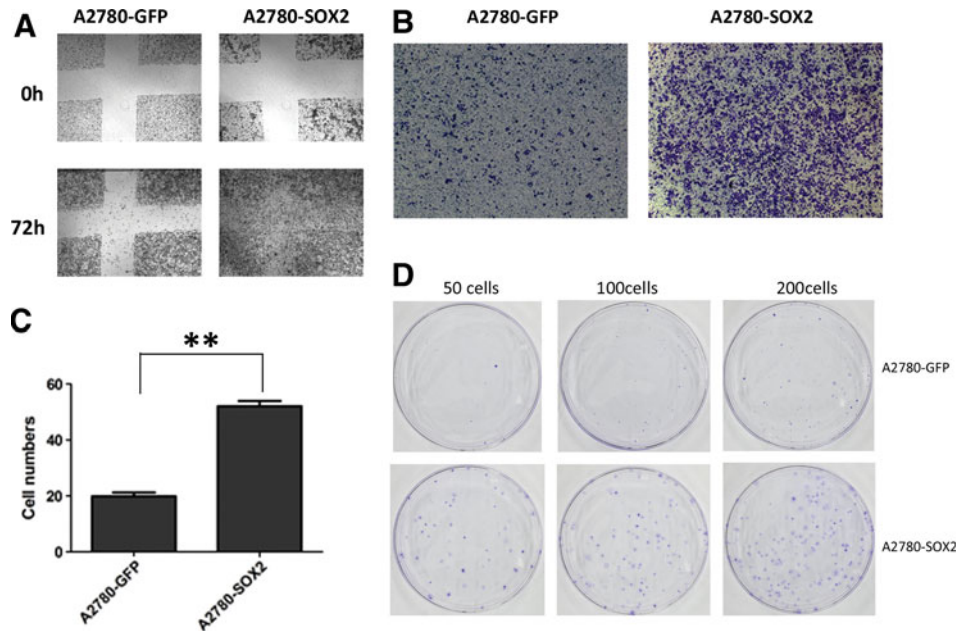 A
A2780-GFP
A2780-SOX2
0h
72h
B
A2780-GFP
A2780-SOX2
C
**
60
40
20
0
Cell numbers
A2780-GFP
A2780-SOX2
D
50 cells
100cells
200cells
A2780-GFP
A2780-SOX2